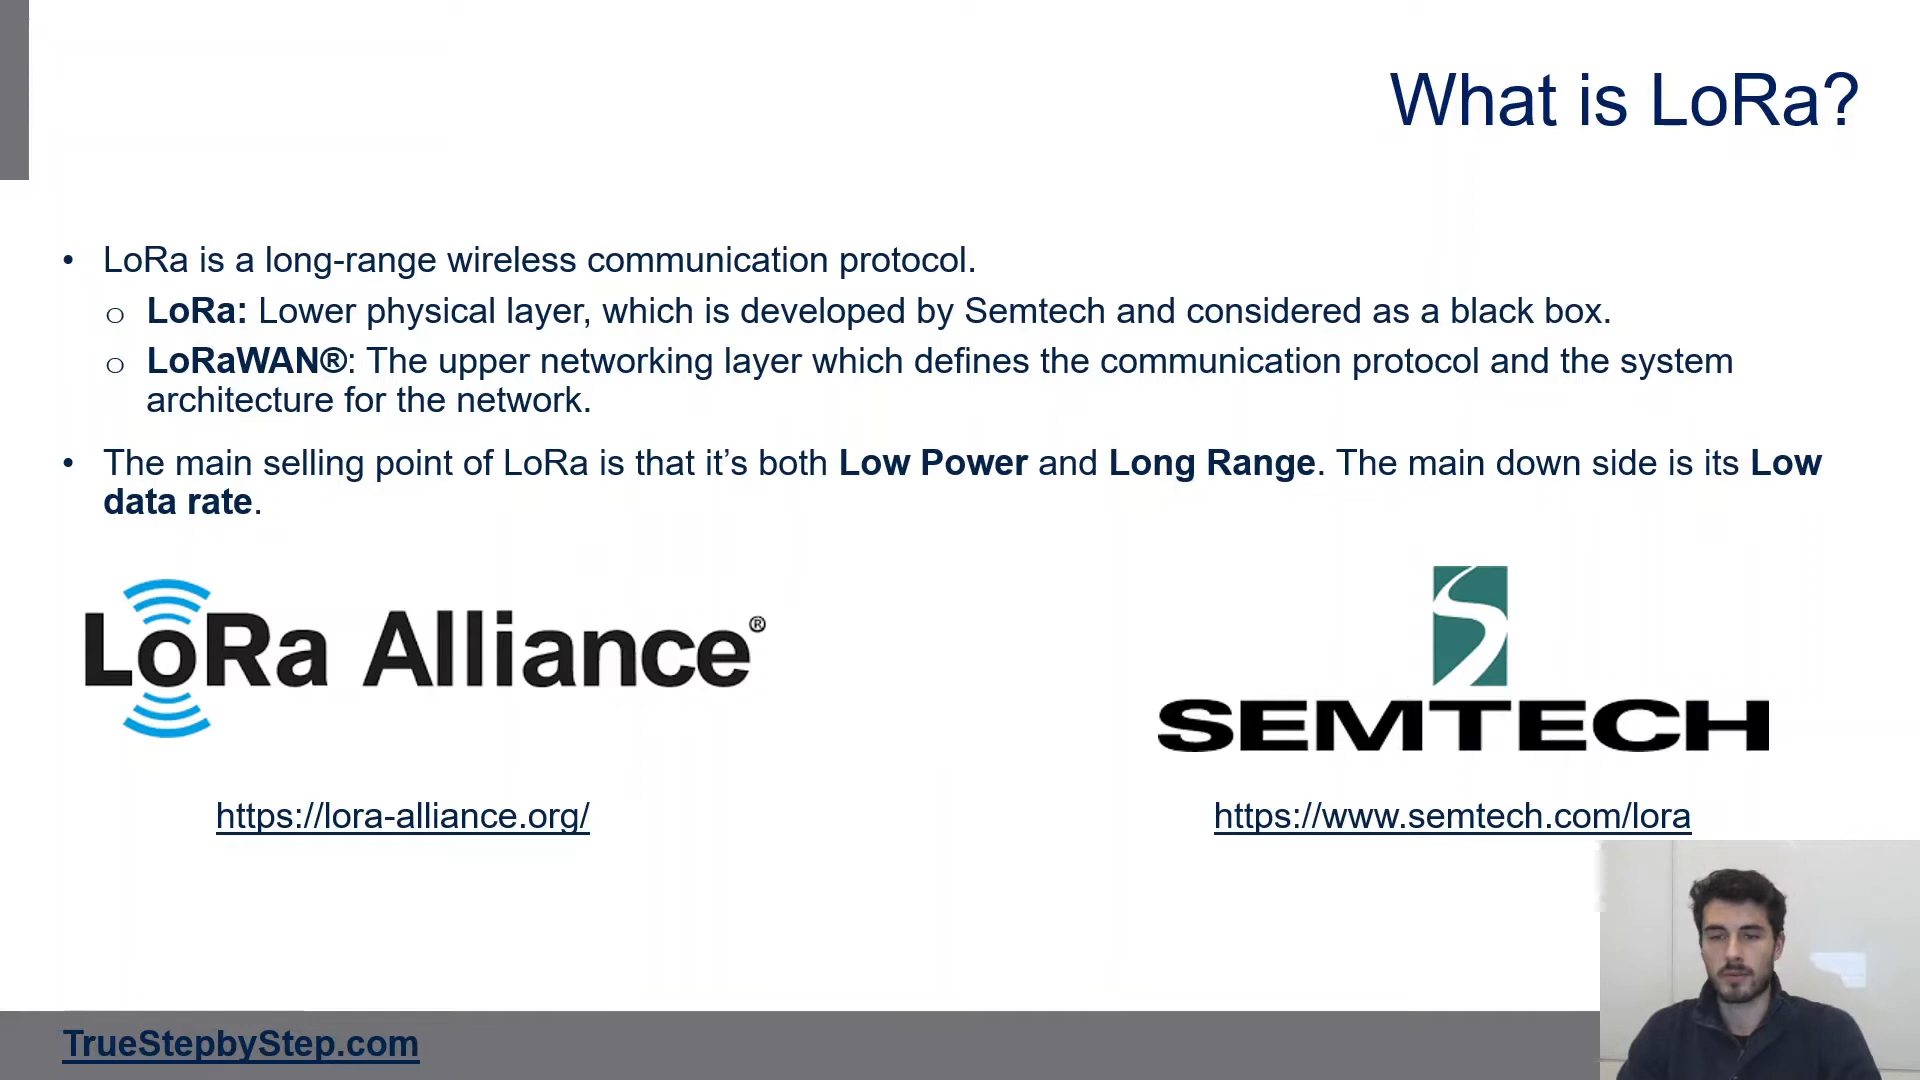 What is LoRa?
• LoRa is a long-range wireless communication protocol.
o LoRa: Lower physical layer, which is developed by Semtech and considered as a black box.
o LoRaWAN®: The upper networking layer which defines the communication protocol and the system
architecture for the network.
• The main selling point of LoRa is that it’s both Low Power and Long Range. The main down side is its Low
data rate.
LoRa Alliance®
SEMTECH
https://lora-alliance.org/
https://www.semtech.com/lora
TrueStepbyStep.com